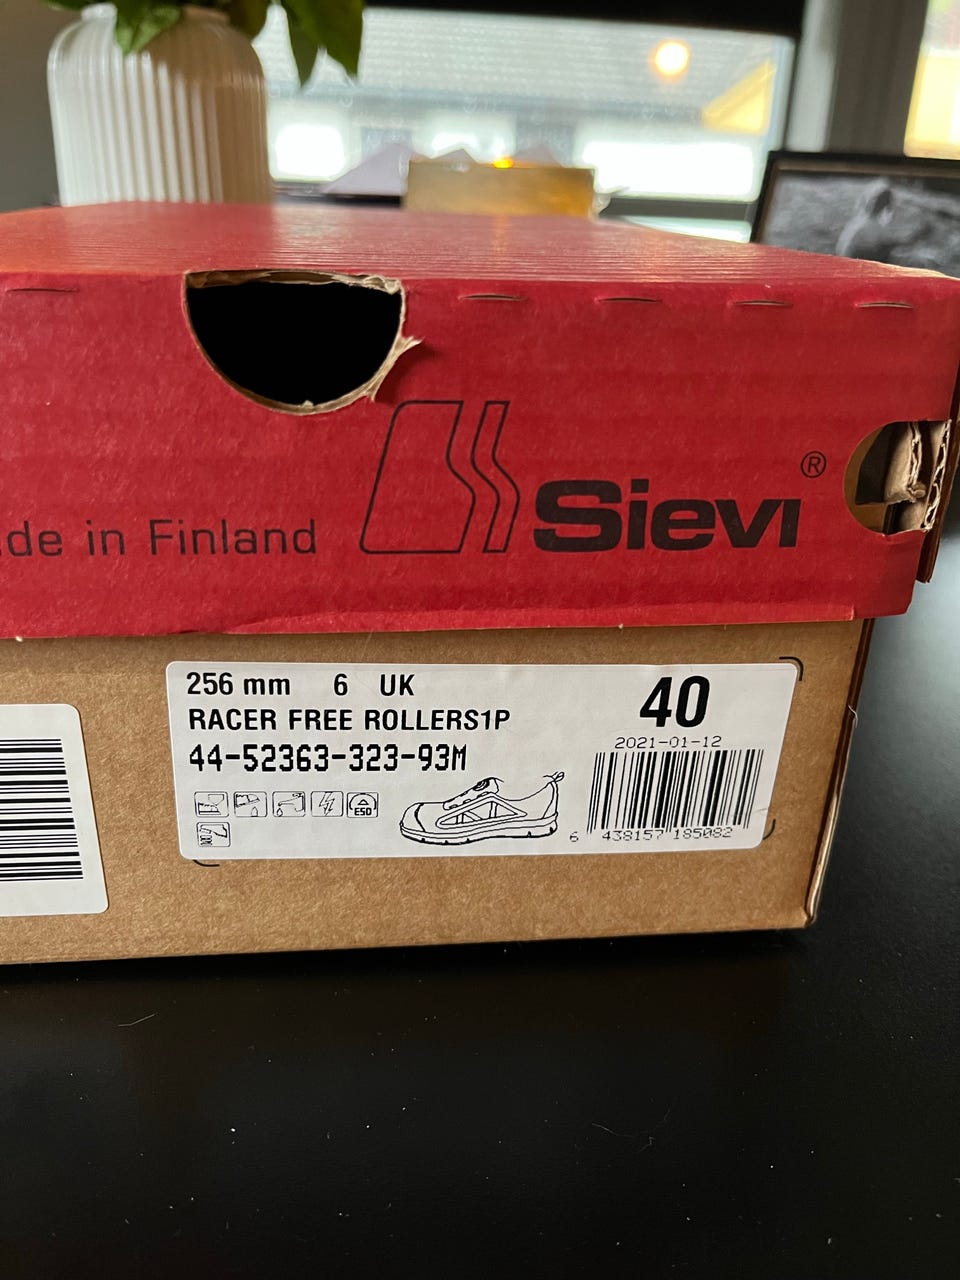 de in Finland
Sievi®
256 mm 6 UK
RACER FREE ROLLERS1P
44-52363-323-93M
40
2021-01-12
ESD
6 438157 185082